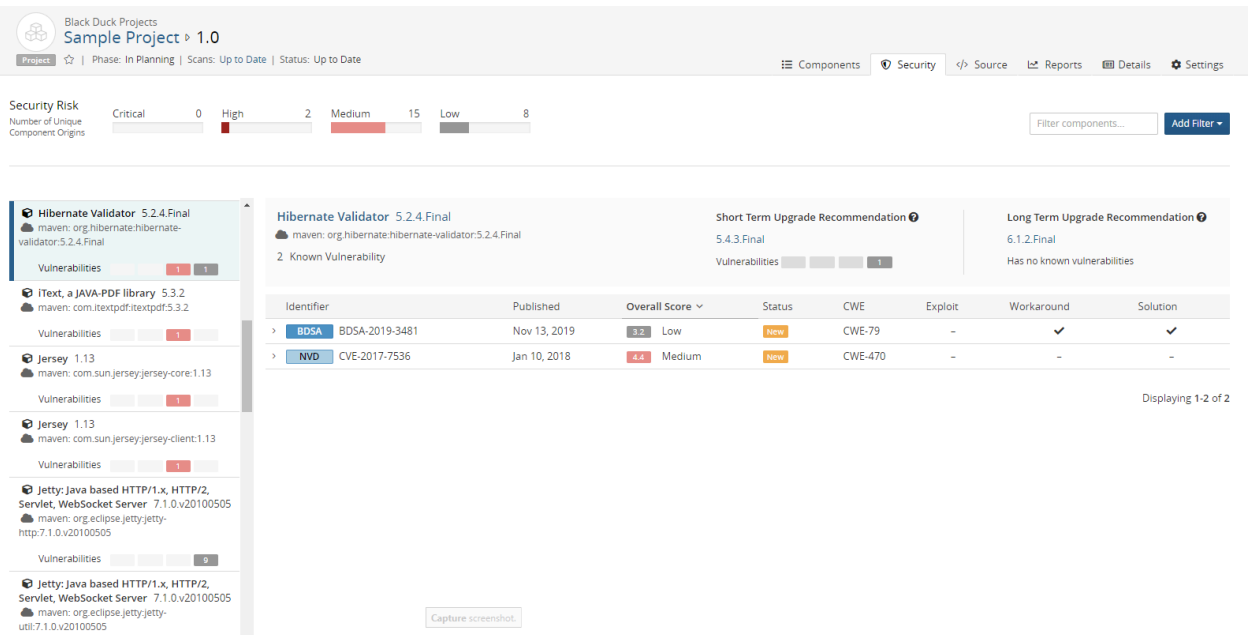 Black Duck Projects
Sample Project 1.0
Project | Phase: In Planning | Scans: Up to Date | Status: Up to Date
Components Security </> Source Reports Details Settings
Security Risk
Number of Unique
Component Origins
Critical 0 High 2 Medium 15 Low 8
Filter components...
Add Filter
Hibernate Validator 5.2.4.Final
maven: org.hibernate:hibernate-
validator:5.2.4.Final
Vulnerabilities 1 1
iText, a JAVA-PDF library 5.3.2
maven: com.itextpdf:itextpdf:5.3.2
Vulnerabilities 1
Jersey 1.13
maven: com.sun.jersey:jersey-core:1.13
Vulnerabilities 1
Jersey 1.13
maven: com.sun.jersey:jersey-client:1.13
Vulnerabilities 1
Jetty: Java based HTTP/1.x, HTTP/2,
Servlet, WebSocket Server 7.1.0.v20100505
maven: org.eclipse.jetty:jetty-
http:7.1.0.v20100505
Vulnerabilities 9
Jetty: Java based HTTP/1.x, HTTP/2,
Servlet, WebSocket Server 7.1.0.v20100505
maven: org.eclipse.jetty:jetty-
util:7.1.0.v20100505
Hibernate Validator 5.2.4.Final
maven: org.hibernate:hibernate-validator:5.2.4.Final
2 Known Vulnerability
Short Term Upgrade Recommendation ?
5.4.3.Final
Vulnerabilities 1
Long Term Upgrade Recommendation ?
6.1.2.Final
Has no known vulnerabilities
Identifier Published Overall Score Status CWE Exploit Workaround Solution
BDSA BDSA-2019-3481 Nov 13, 2019 3.2 Low New CWE-79 – ✓ ✓
NVD CVE-2017-7536 Jan 10, 2018 4.4 Medium New CWE-470 – – –
Displaying 1-2 of 2
Capture screenshot.